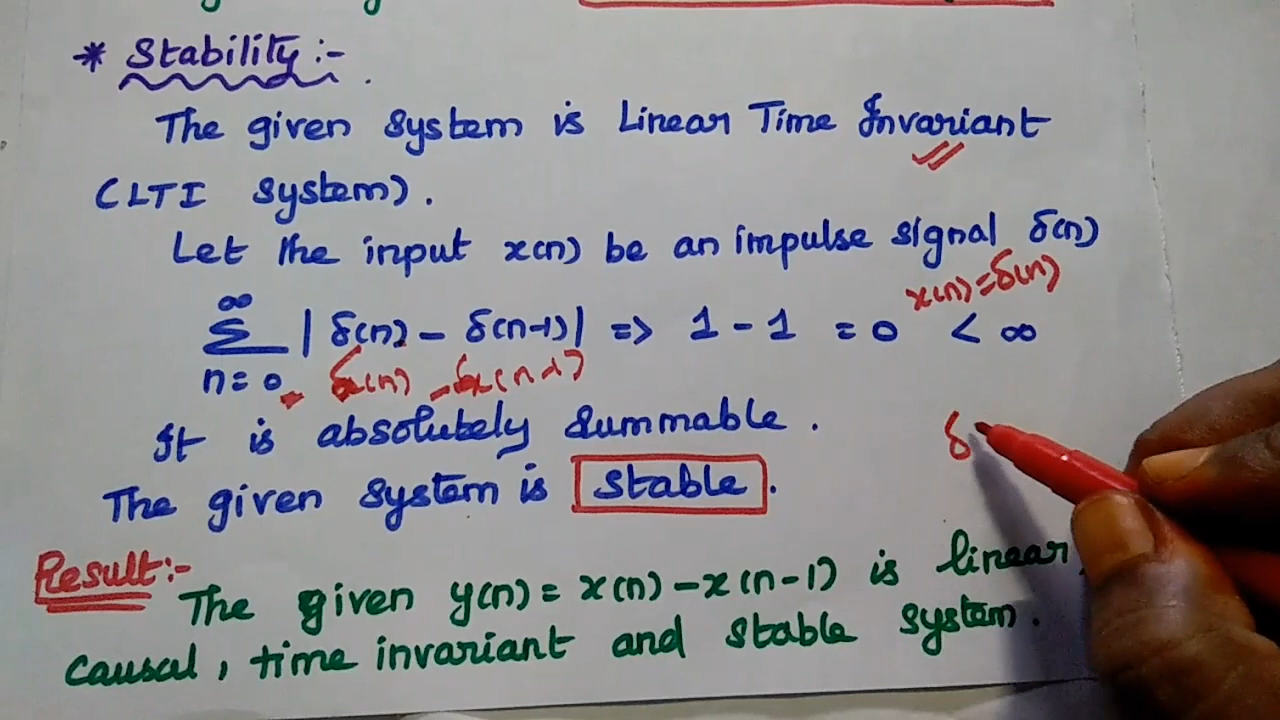 * Stability :-
The given system is Linear Time Invariant
(LTI system).
Let the input x(n) be an impulse signal δ(n)
x(n)=δ(n)
∞
Σ | δ(n) - δ(n-1)| => 1 - 1 = 0 < ∞
n=0
It is absolutely summable.
δ
The given system is stable.
Result:-
The given y(n) = x(n) - x(n-1) is linear,
causal, time invariant and stable system.